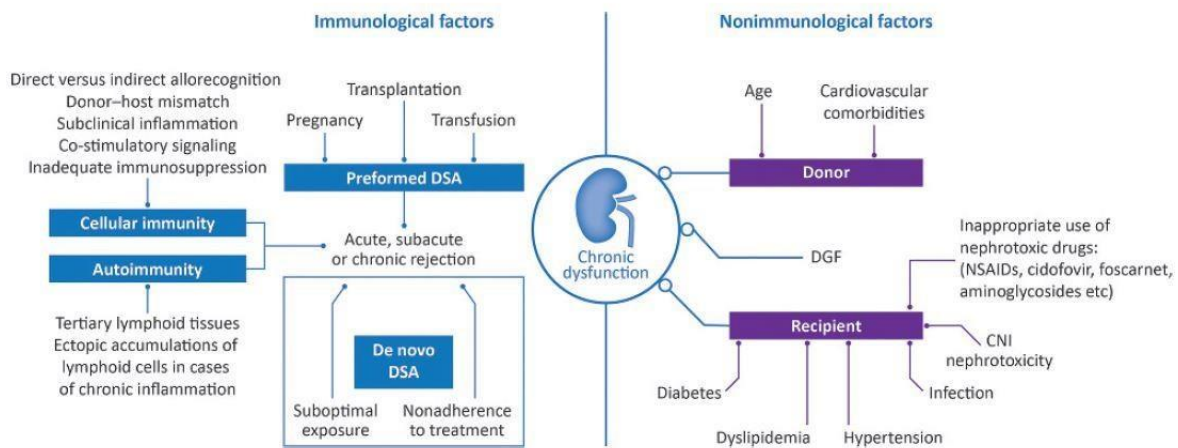 Immunological factors
Direct versus indirect allorecognition
Donor–host mismatch
Subclinical inflammation
Co-stimulatory signaling
Inadequate immunosuppression
Cellular immunity
Autoimmunity
Tertiary lymphoid tissues
Ectopic accumulations of
lymphoid cells in cases
of chronic inflammation
Transplantation
Pregnancy
Transfusion
Preformed DSA
Acute, subacute
or chronic rejection
De novo
DSA
Suboptimal
exposure
Nonadherence
to treatment
Chronic
dysfunction
Nonimmunological factors
Age
Cardiovascular
comorbidities
Donor
DGF
Inappropriate use of
nephrotoxic drugs:
(NSAIDs, cidofovir, foscarnet,
aminoglycosides etc)
Recipient
CNI
nephrotoxicity
Diabetes
Infection
Dyslipidemia
Hypertension